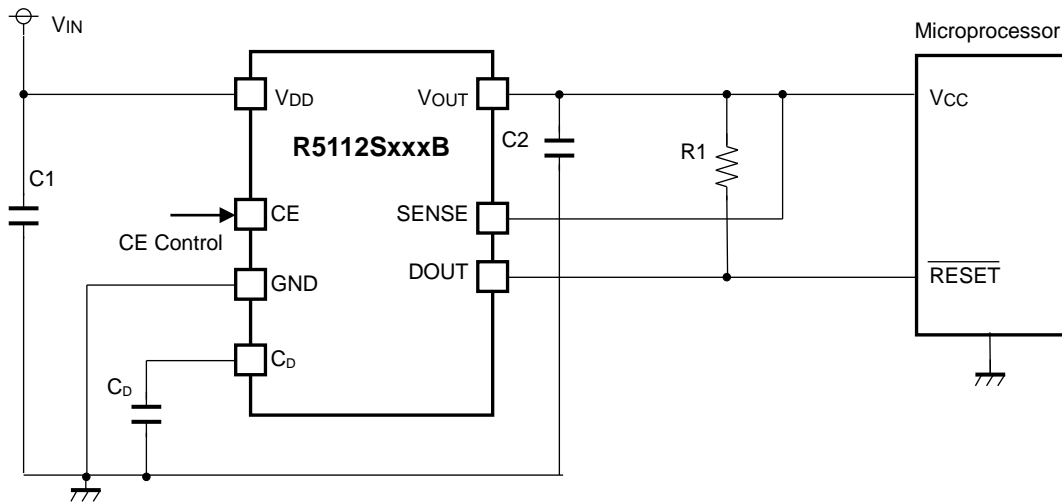 VIN
Microprocessor
VDD
VOUT
VCC
R5112SxxxB
C2
R1
C1
CE
SENSE
CE Control
GND
DOUT
RESET
CD
CD